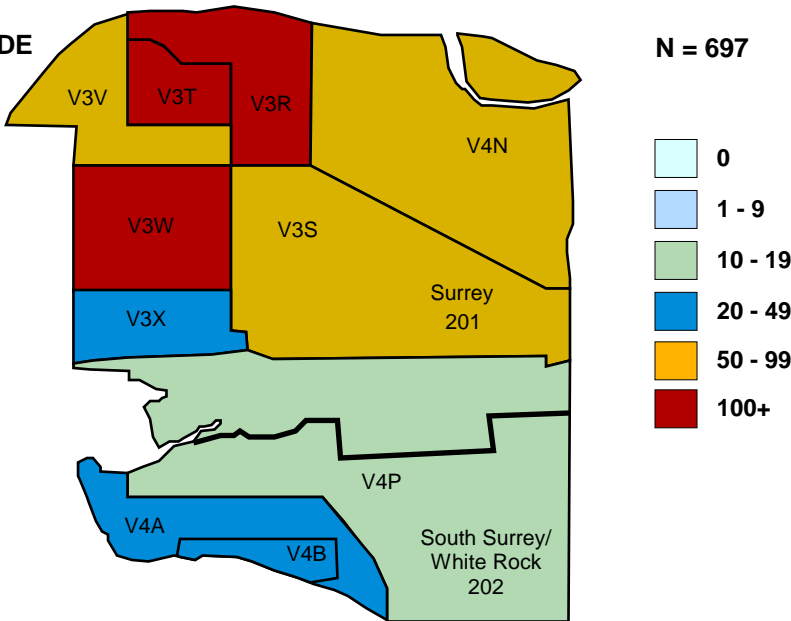 DE
N = 697
V3V
V3T
V3R
V4N
V3W
V3S
V3X
Surrey
201
V4P
V4A
V4B
South Surrey/
White Rock
202
0
1 - 9
10 - 19
20 - 49
50 - 99
100+